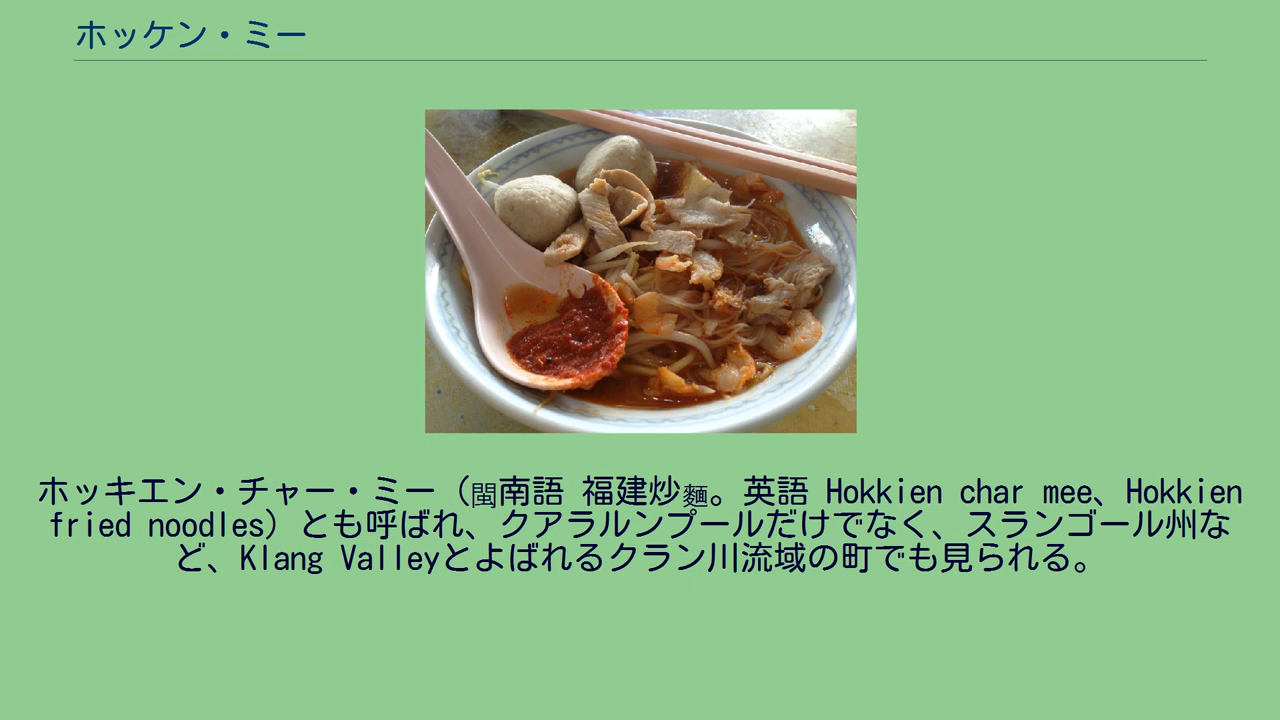 ホッケン・ミー
ホッキエン・チャー・ミー（閩南語 福建炒麵。英語 Hokkien char mee、Hokkien
fried noodles）とも呼ばれ、クアラルンプールだけでなく、スランゴール州な
ど、Klang Valleyとよばれるクラン川流域の町でも見られる。